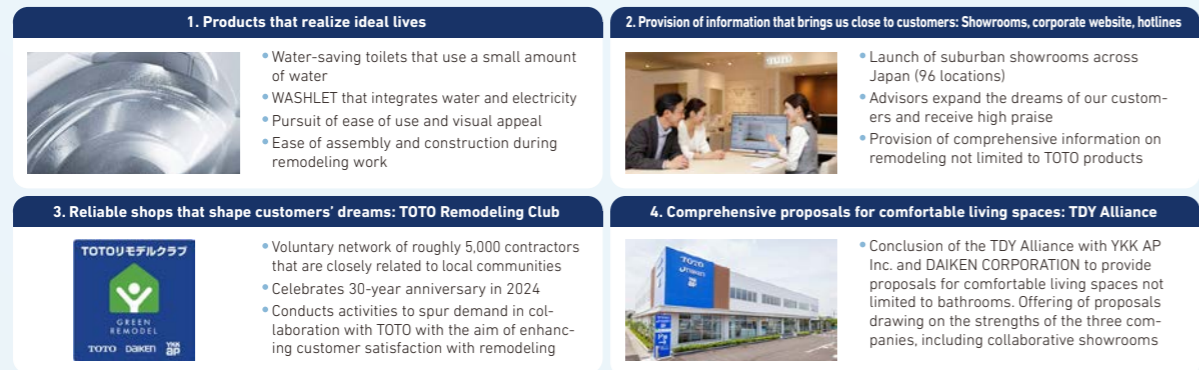 1. Products that realize ideal lives
• Water-saving toilets that use a small amount
of water
• WASHLET that integrates water and electricity
• Pursuit of ease of use and visual appeal
• Ease of assembly and construction during
remodeling work
2. Provision of information that brings us close to customers: Showrooms, corporate website, hotlines
TOTO
• Launch of suburban showrooms across
Japan (96 locations)
• Advisors expand the dreams of our custom-
ers and receive high praise
• Provision of comprehensive information on
remodeling not limited to TOTO products
3. Reliable shops that shape customers’ dreams: TOTO Remodeling Club
TOTOリモデルクラブ
GREEN
REMODEL
TOTO DAIKEN YKK ap
• Voluntary network of roughly 5,000 contractors
that are closely related to local communities
• Celebrates 30-year anniversary in 2024
• Conducts activities to spur demand in col-
laboration with TOTO with the aim of enhanc-
ing customer satisfaction with remodeling
4. Comprehensive proposals for comfortable living spaces: TDY Alliance
TOTO
DAIKEN
YKK ap
• Conclusion of the TDY Alliance with YKK AP
Inc. and DAIKEN CORPORATION to provide
proposals for comfortable living spaces not
limited to bathrooms. Offering of proposals
drawing on the strengths of the three com-
panies, including collaborative showrooms